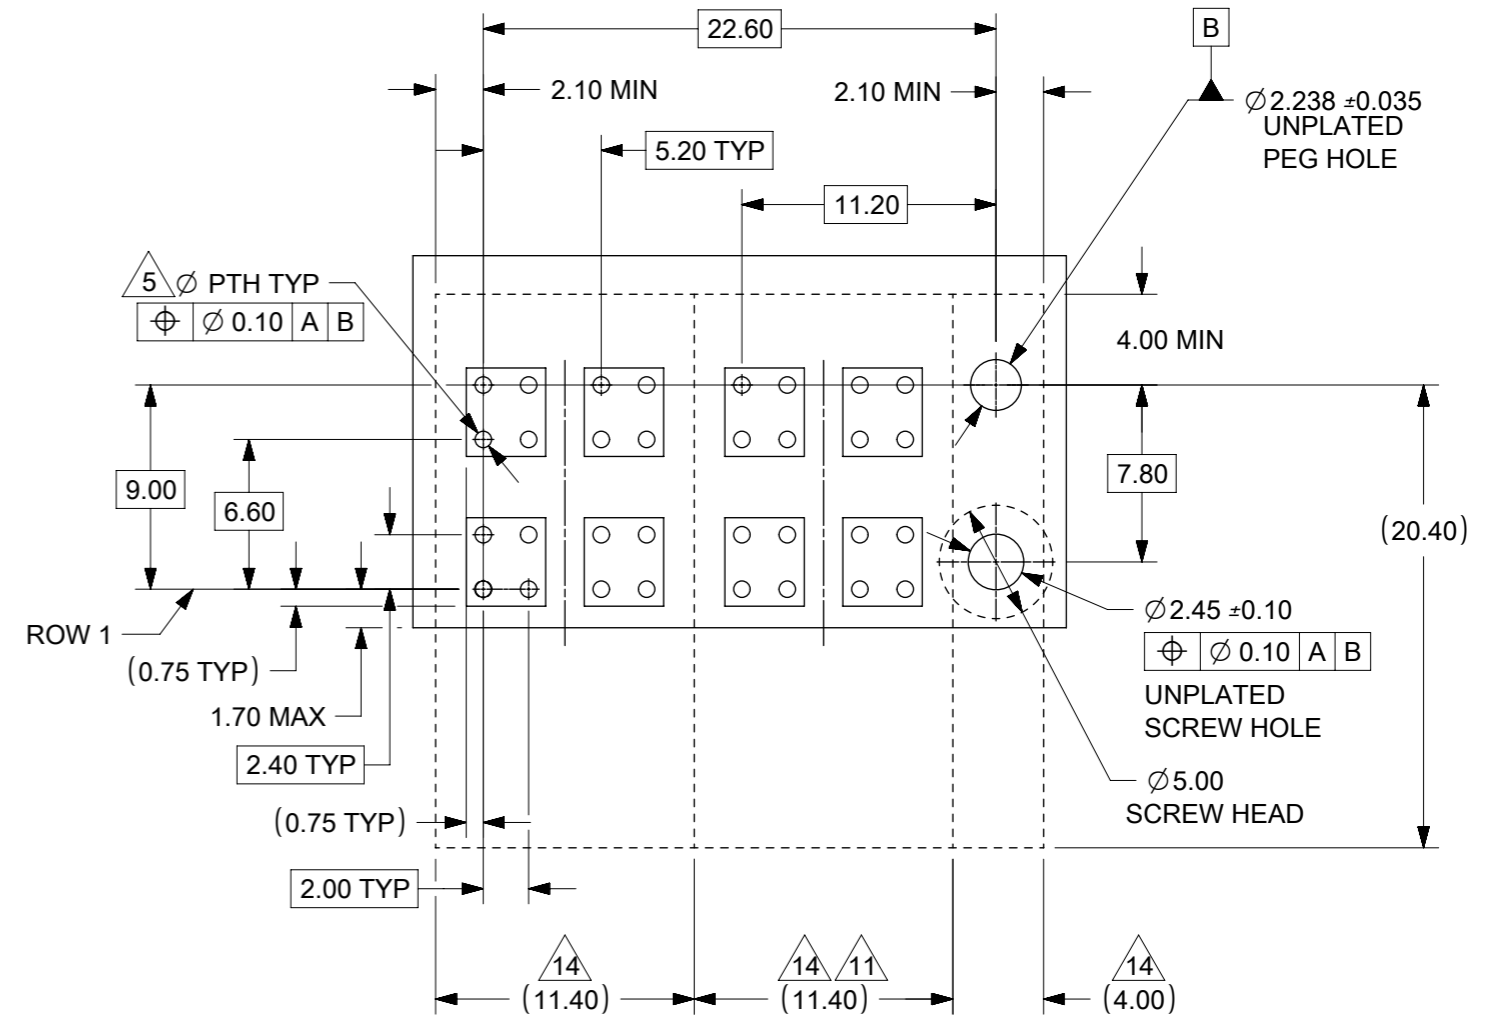 22.60
B
2.10 MIN
2.10 MIN
Ø2.238 ±0.035
UNPLATED
PEG HOLE
5.20 TYP
11.20
5 Ø PTH TYP
⌖ Ø 0.10 A B
4.00 MIN
9.00
6.60
7.80
(20.40)
ROW 1
(0.75 TYP)
1.70 MAX
2.40 TYP
Ø2.45 ±0.10
⌖ Ø 0.10 A B
UNPLATED
SCREW HOLE
Ø5.00
SCREW HEAD
(0.75 TYP)
2.00 TYP
14
(11.40)
14 11
(11.40)
14
(4.00)